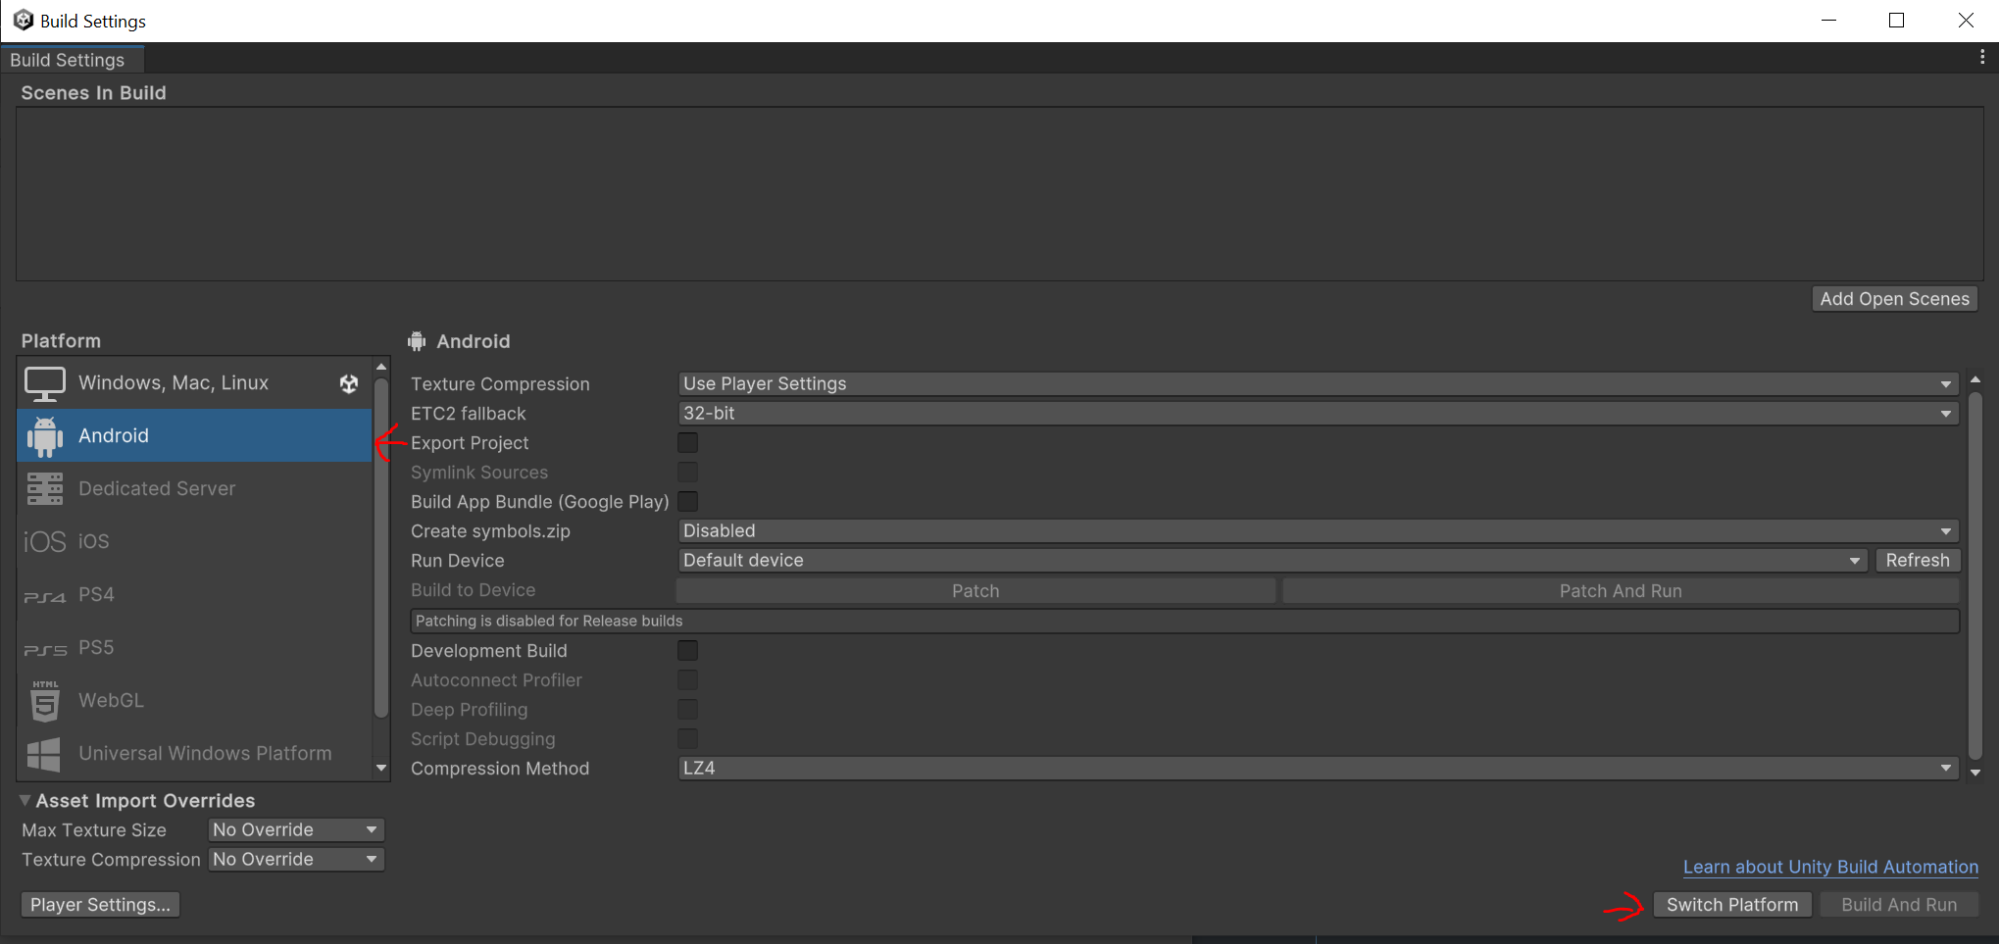 Build Settings
Build Settings
Scenes In Build
Add Open Scenes
Platform
Windows, Mac, Linux
Android
Dedicated Server
iOS iOS
PS4 PS4
PS5 PS5
HTML
5 WebGL
Universal Windows Platform
Android
Texture Compression Use Player Settings
ETC2 fallback 32-bit
Export Project
Symlink Sources
Build App Bundle (Google Play)
Create symbols.zip Disabled
Run Device Default device Refresh
Build to Device Patch Patch And Run
Patching is disabled for Release builds
Development Build
Autoconnect Profiler
Deep Profiling
Script Debugging
Compression Method LZ4
Asset Import Overrides
Max Texture Size No Override
Texture Compression No Override
Learn about Unity Build Automation
Player Settings... Switch Platform Build And Run